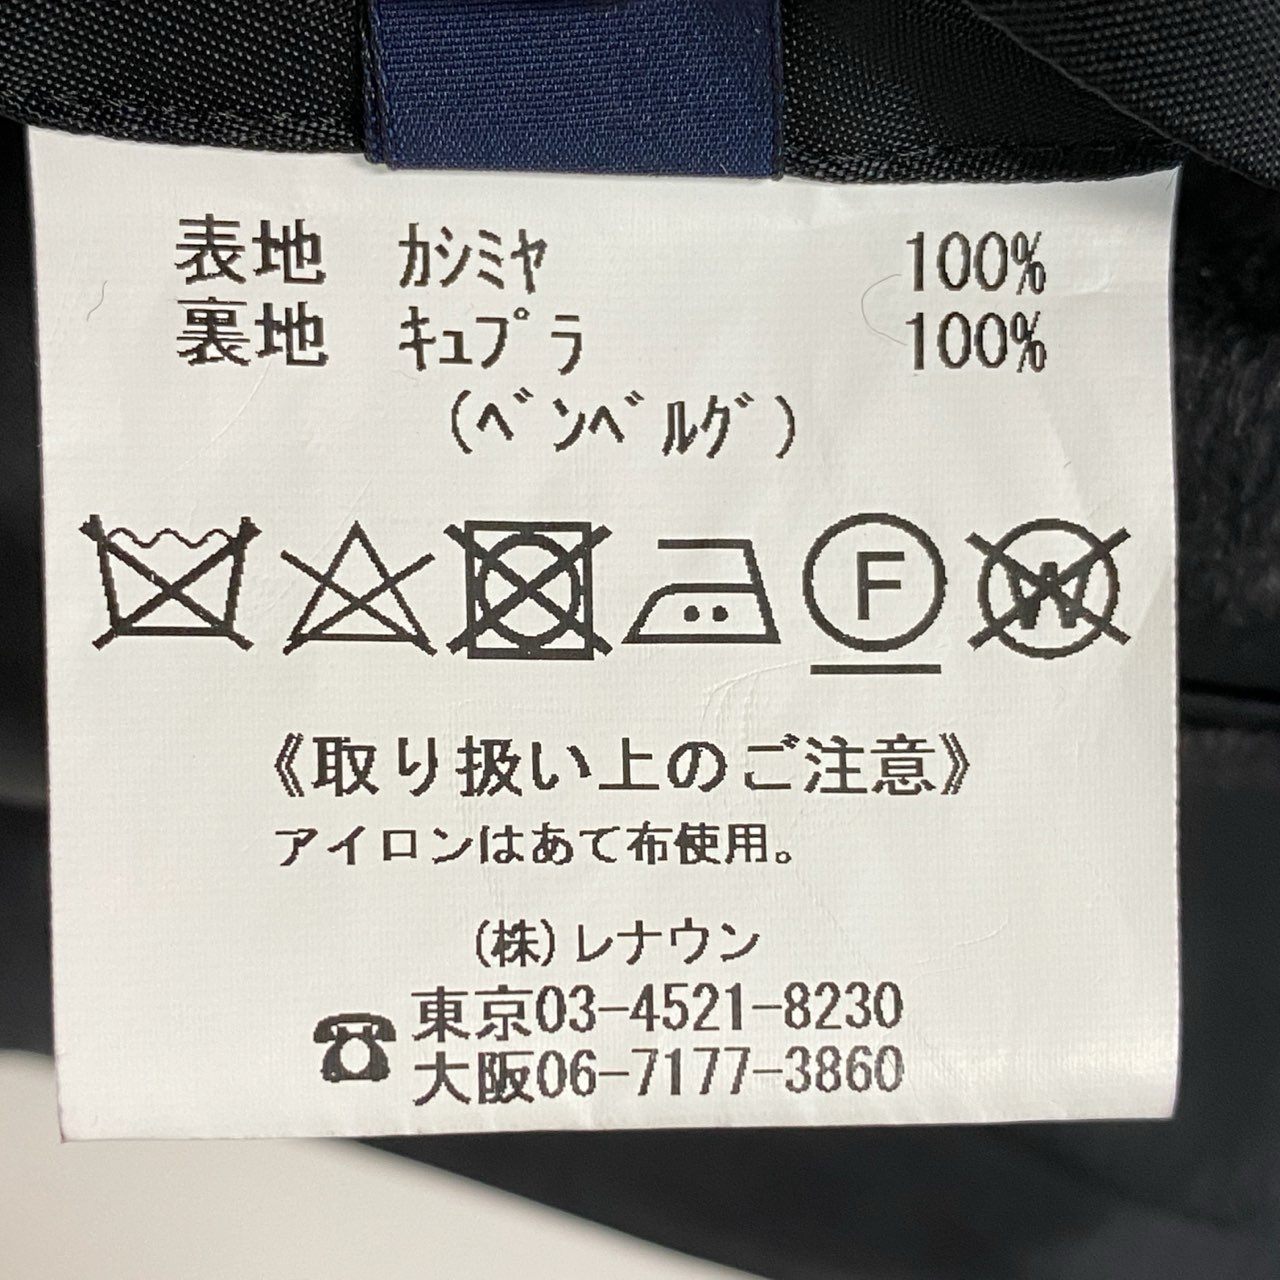 表地 ｶｼﾐﾔ 100%
裏地 ｷｭﾌﾟﾗ 100%
(ﾍﾞﾝﾍﾞﾙｸﾞ)
F W
《取り扱い上のご注意》
アイロンはあて布使用。
(株)レナウン
☎東京03-4521-8230
大阪06-7177-3860